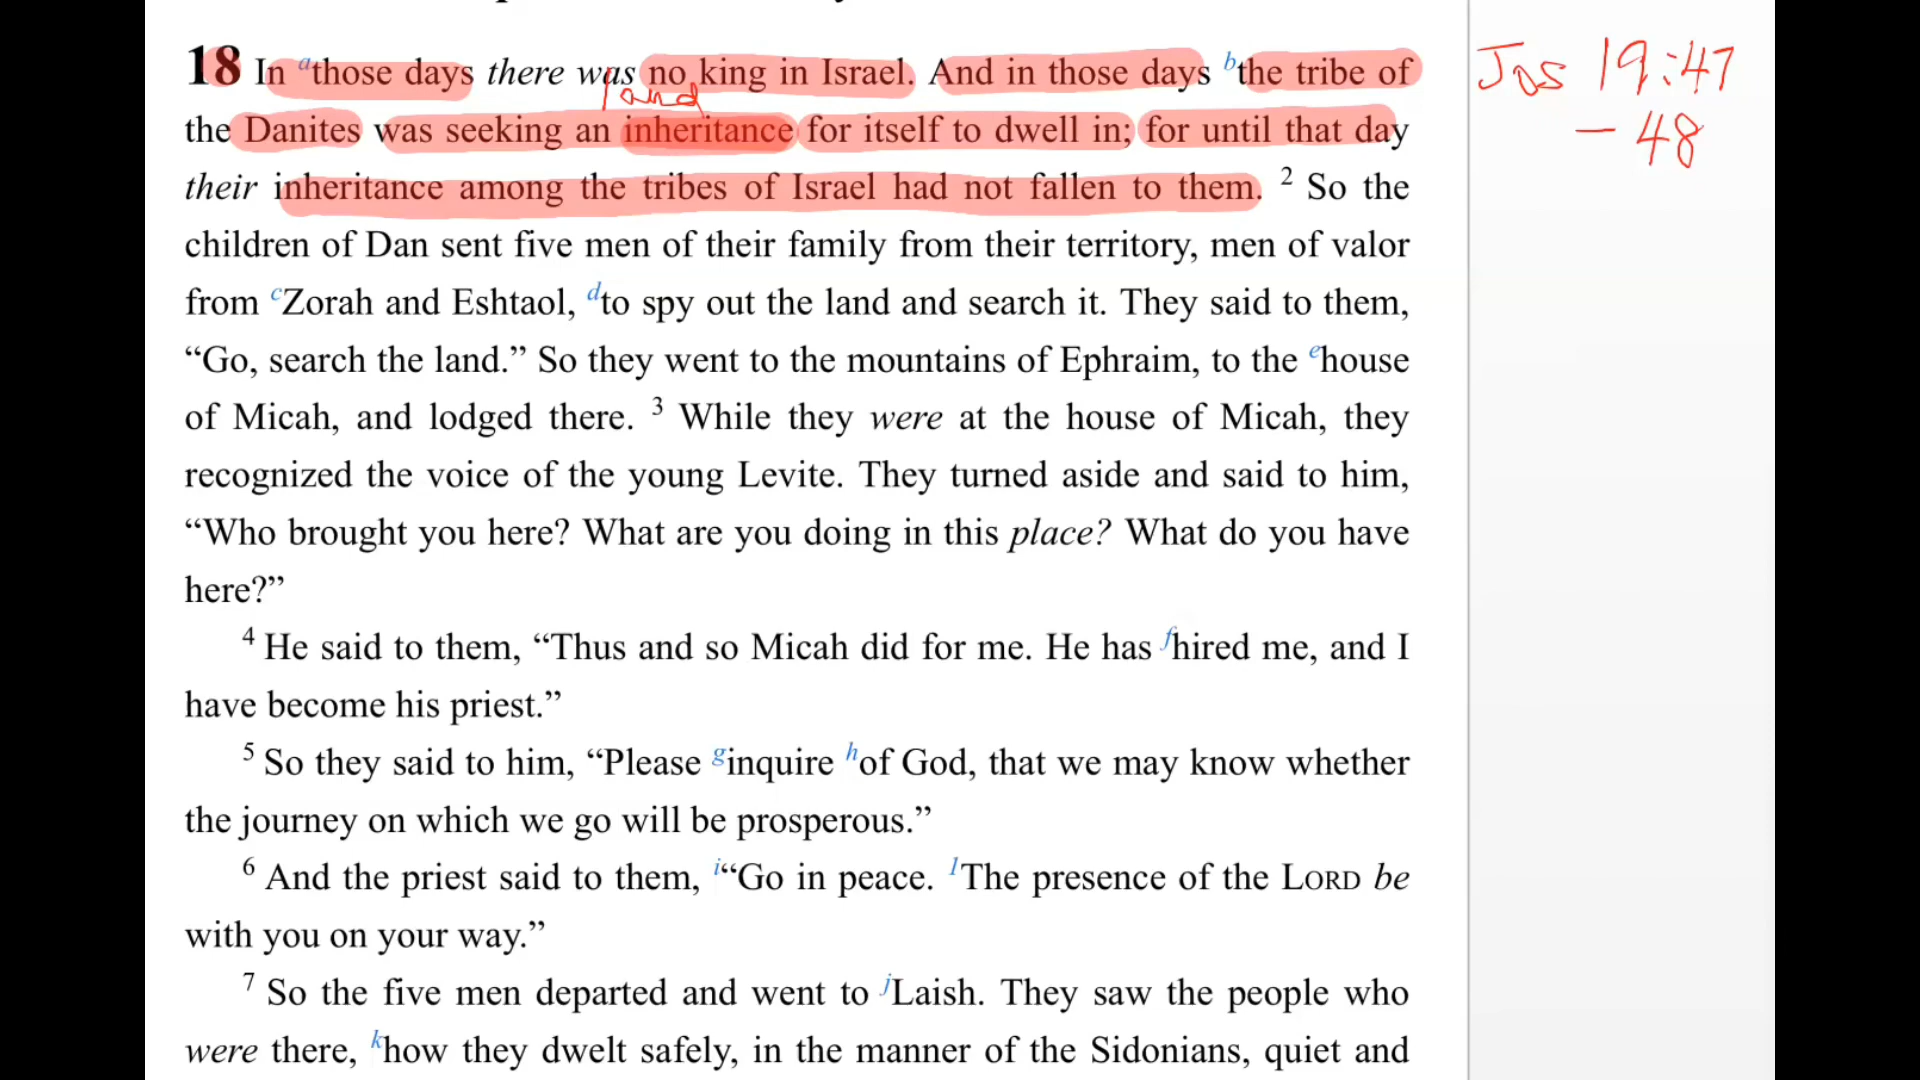 18 In ᵃthose days there was no king in Israel. And in those days ᵇthe tribe of
land
the Danites was seeking an inheritance for itself to dwell in; for until that day
their inheritance among the tribes of Israel had not fallen to them. ² So the
children of Dan sent five men of their family from their territory, men of valor
from ᶜZorah and Eshtaol, ᵈto spy out the land and search it. They said to them,
“Go, search the land.” So they went to the mountains of Ephraim, to the ᵉhouse
of Micah, and lodged there. ³ While they were at the house of Micah, they
recognized the voice of the young Levite. They turned aside and said to him,
“Who brought you here? What are you doing in this place? What do you have
here?”
⁴ He said to them, “Thus and so Micah did for me. He has ᶠhired me, and I
have become his priest.”
⁵ So they said to him, “Please ᵍinquire ʰof God, that we may know whether
the journey on which we go will be prosperous.”
⁶ And the priest said to them, ⁱ“Go in peace. ˡThe presence of the LORD be
with you on your way.”
⁷ So the five men departed and went to ʲLaish. They saw the people who
were there, ᵏhow they dwelt safely, in the manner of the Sidonians, quiet and
Jos 19:47
– 48